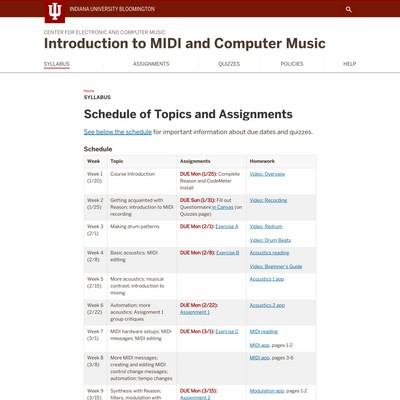 INDIANA UNIVERSITY BLOOMINGTON
CENTER FOR ELECTRONIC AND COMPUTER MUSIC
Introduction to MIDI and Computer Music
SYLLABUS ASSIGNMENTS QUIZZES POLICIES HELP
Home
SYLLABUS
Schedule of Topics and Assignments
See below the schedule for important information about due dates and quizzes.
Schedule
Week Topic Assignments Homework
Week 1 Course Introduction DUE Mon (1/25): Complete Video: Overview
(1/20) Reason and CodeMeter
Install
Week 2 Getting acquainted with DUE Sun (1/31): Fill out Video: Recording
(1/25) Reason; introduction to MIDI Questionnaire in Canvas (on
recording Quizzes page)
Week 3 Making drum patterns DUE Mon (2/1): Exercise A Video: Redrum
(2/1)
Video: Drum Beats
Week 4 Basic acoustics; MIDI DUE Mon (2/8): Exercise B Acoustics reading
(2/8) editing
Video: Beginner's Guide
Week 5 More acoustics; musical Acoustics 1 app
(2/15) contrast; introduction to
mixing
Week 6 Automation; more DUE Mon (2/22): Acoustics 2 app
(2/22) acoustics; Assignment 1 Assignment 1
group critiques
Week 7 MIDI hardware setups; MIDI DUE Mon (3/1): Exercise C MIDI reading
(3/1) messages; MIDI editing
MIDI app, pages 1-2
Week 8 More MIDI messages; MIDI app, pages 3-6
(3/8) creating and editing MIDI
control change messages;
automation; tempo changes
Week 9 Synthesis with Reason; DUE Mon (3/15): Modulation app, pages 1-2
(3/15) filters; modulation with Assignment 2